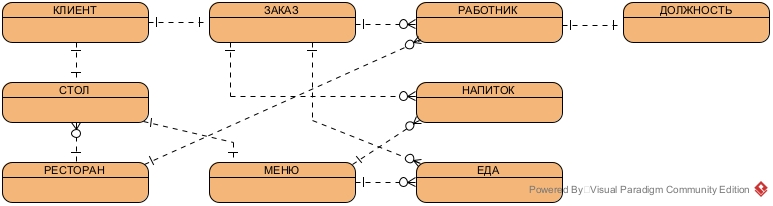 КЛИЕНТ
ЗАКАЗ
РАБОТНИК
ДОЛЖНОСТЬ
СТОЛ
НАПИТОК
РЕСТОРАН
МЕНЮ
ЕДА
Powered By Visual Paradigm Community Edition